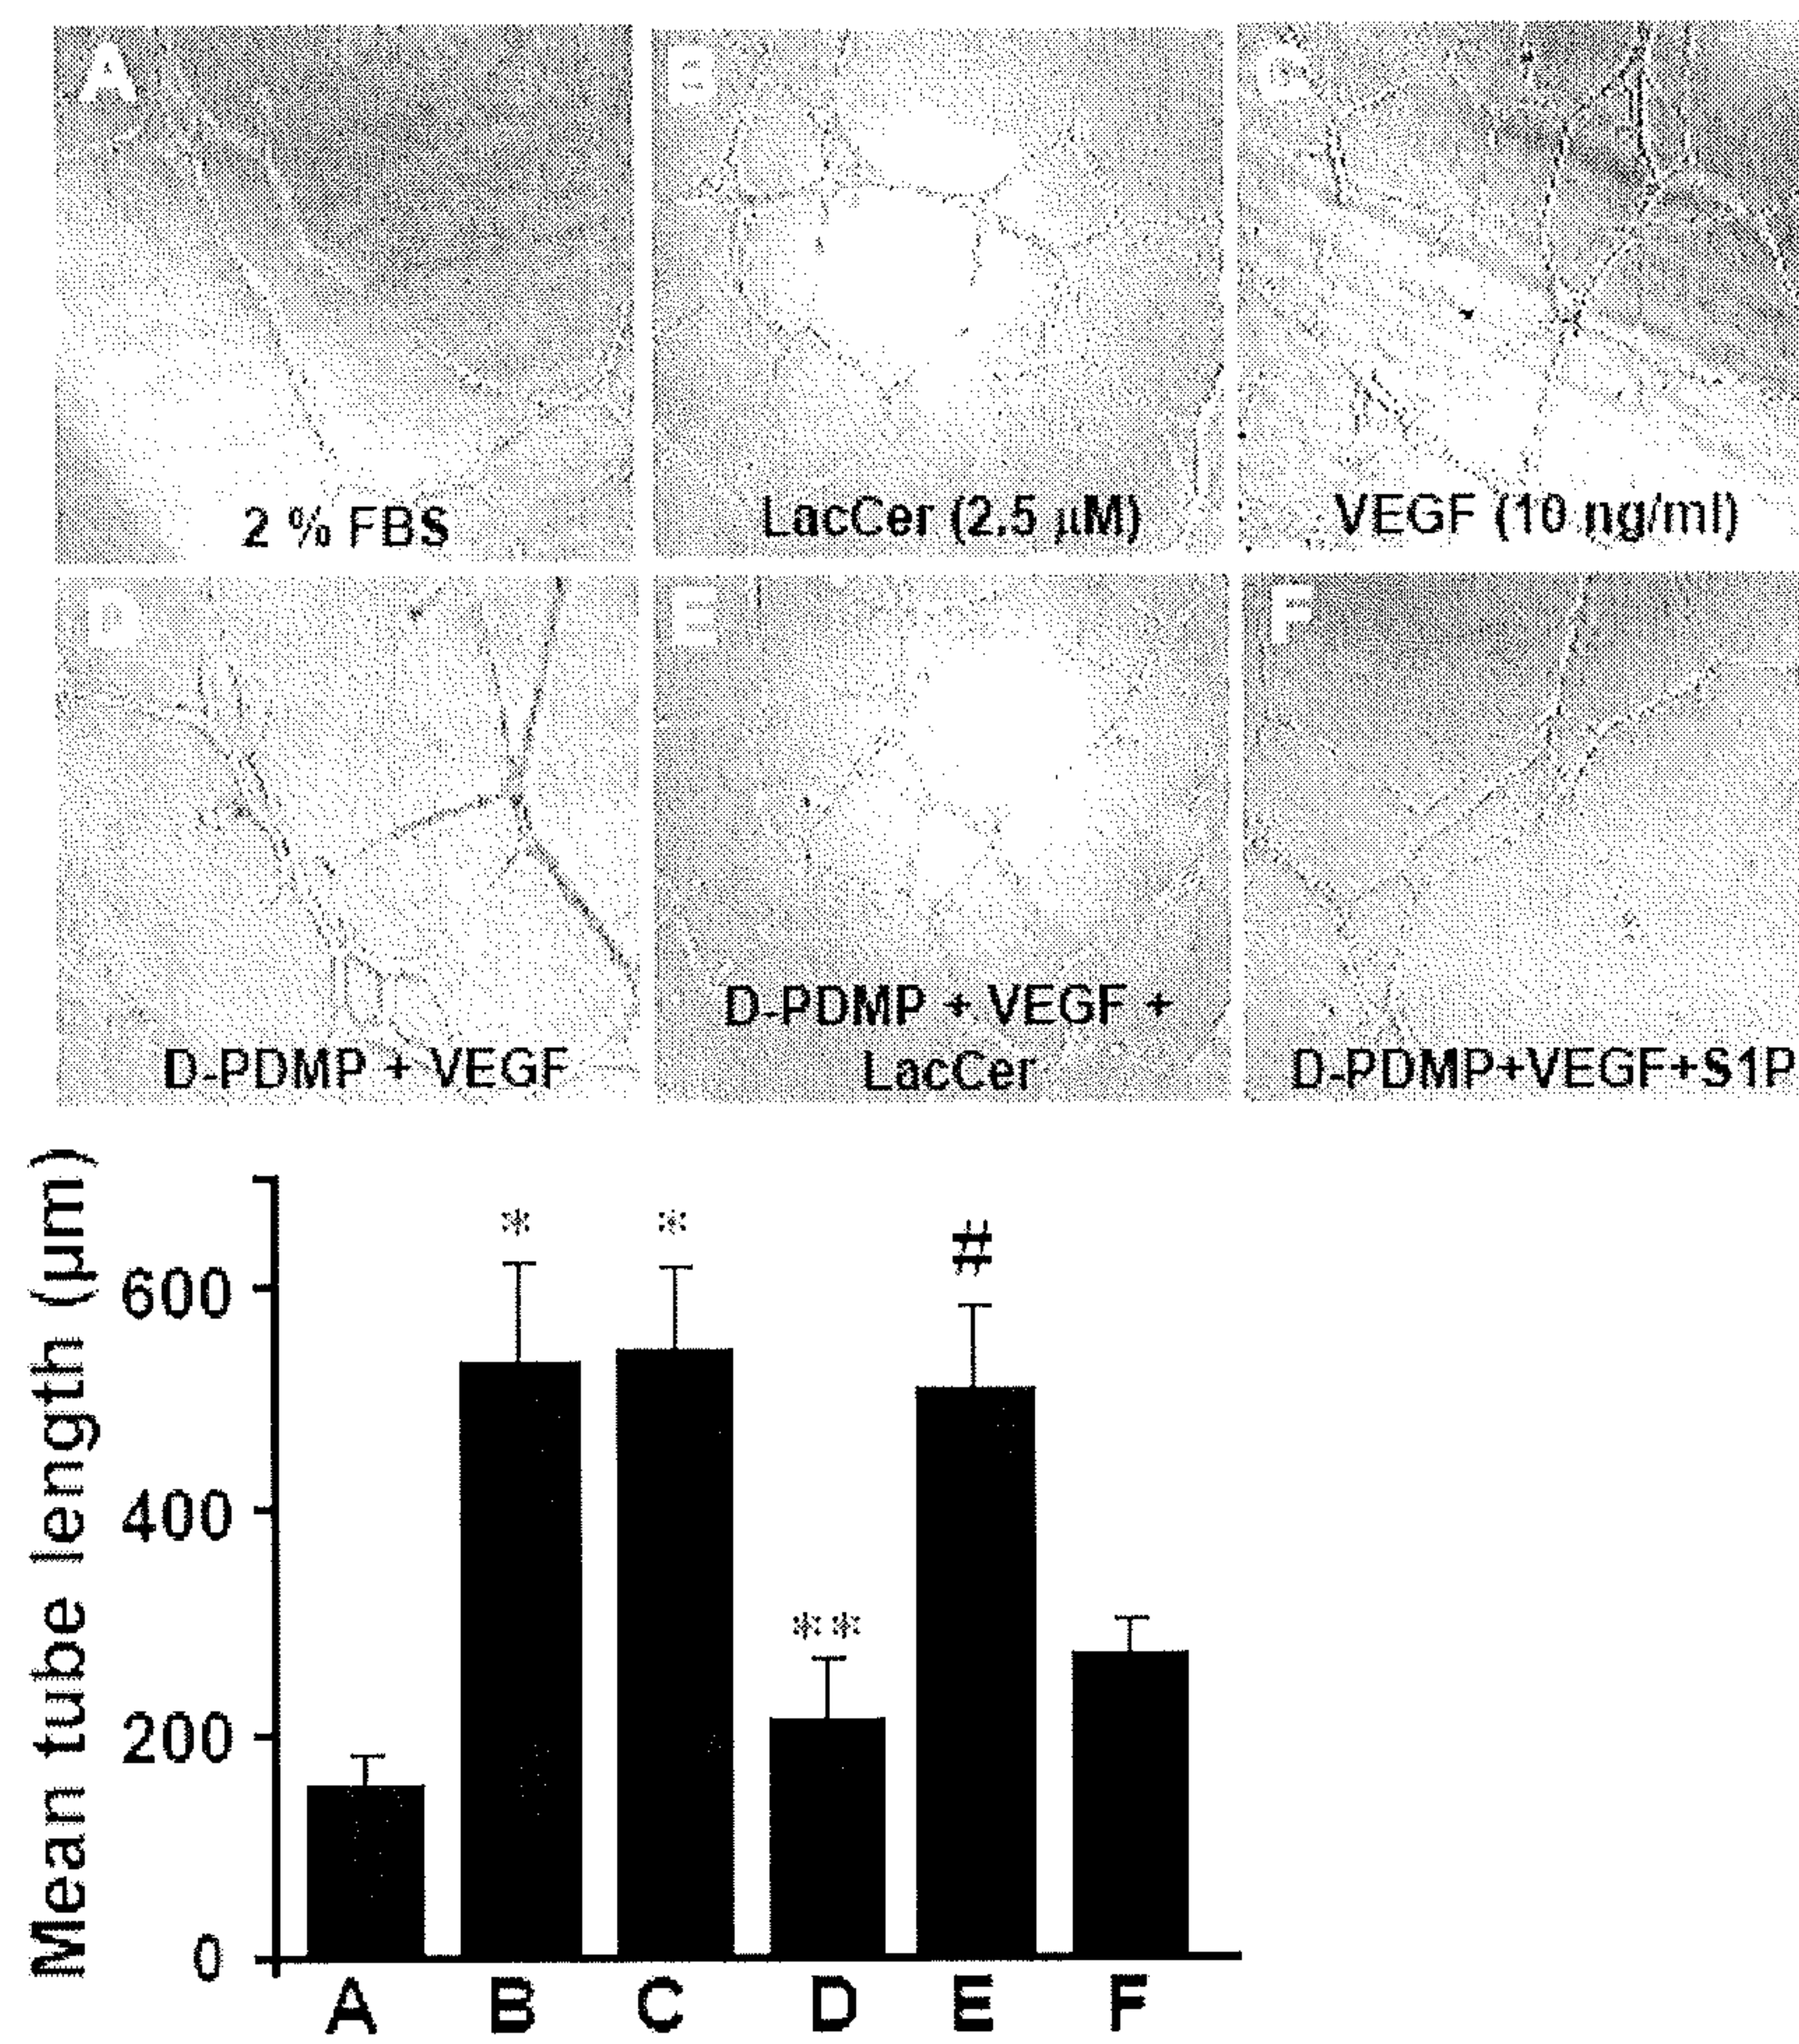 A
B
C
2 % FBS
LacCer (2.5 µM)
VEGF (10 ng/ml)
D
E
F
D-PDMP + VEGF
D-PDMP + VEGF +
LacCer
D-PDMP+VEGF+S1P
Mean tube length (µm)
600
400
200
0
*
*
**
#
A
B
C
D
E
F